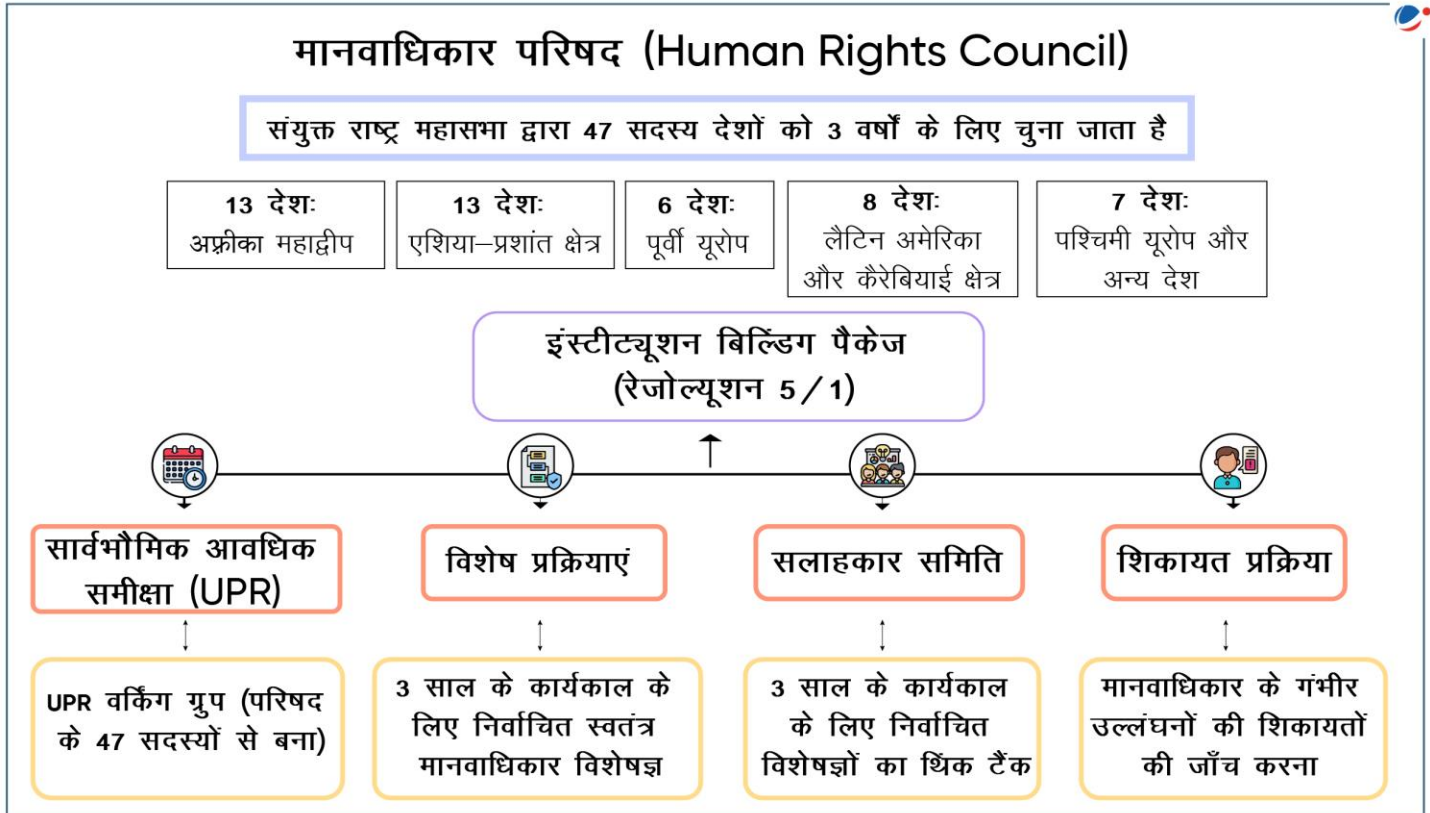 मानवाधिकार परिषद (Human Rights Council)
संयुक्त राष्ट्र महासभा द्वारा 47 सदस्य देशों को 3 वर्षों के लिए चुना जाता है
13 देशः
अफ़्रीका महाद्वीप
13 देशः
एशिया–प्रशांत क्षेत्र
6 देशः
पूर्वी यूरोप
8 देशः
लैटिन अमेरिका
और कैरेबियाई क्षेत्र
7 देशः
पश्चिमी यूरोप और
अन्य देश
इंस्टीट्यूशन बिल्डिंग पैकेज
(रेजोल्यूशन 5/1)
सार्वभौमिक आवधिक
समीक्षा (UPR)
विशेष प्रक्रियाएं
सलाहकार समिति
शिकायत प्रक्रिया
UPR वर्किंग ग्रुप (परिषद
के 47 सदस्यों से बना)
3 साल के कार्यकाल के
लिए निर्वाचित स्वतंत्र
मानवाधिकार विशेषज्ञ
3 साल के कार्यकाल
के लिए निर्वाचित
विशेषज्ञों का थिंक टैंक
मानवाधिकार के गंभीर
उल्लंघनों की शिकायतों
की जाँच करना